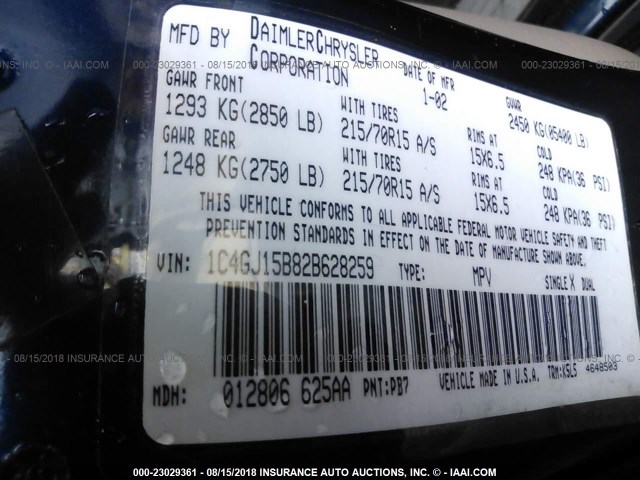 MFD BY DAIMLERCHRYSLER CORPORATION DATE OF MFR 1-02 GVWR 2450 KG(05400 LB)
GAWR FRONT WITH TIRES RIMS AT COLD
1293 KG(2850 LB) 215/70R15 A/S 15X6.5 248 KPA(36 PSI)
GAWR REAR WITH TIRES RIMS AT COLD
1248 KG(2750 LB) 215/70R15 A/S 15X6.5 248 KPA(36 PSI)
THIS VEHICLE CONFORMS TO ALL APPLICABLE FEDERAL MOTOR VEHICLE SAFETY AND THEFT
PREVENTION STANDARDS IN EFFECT ON THE DATE OF MANUFACTURE SHOWN ABOVE.
VIN: 1C4GJ15B82B628259 TYPE: MPV SINGLE X DUAL
MDH: 012806 625AA PNT:PB7 VEHICLE MADE IN U.S.A. TRM:K5L5 4648503
000-23029361 - 08/15/2018 INSURANCE AUTO AUCTIONS, INC. - IAAI.COM